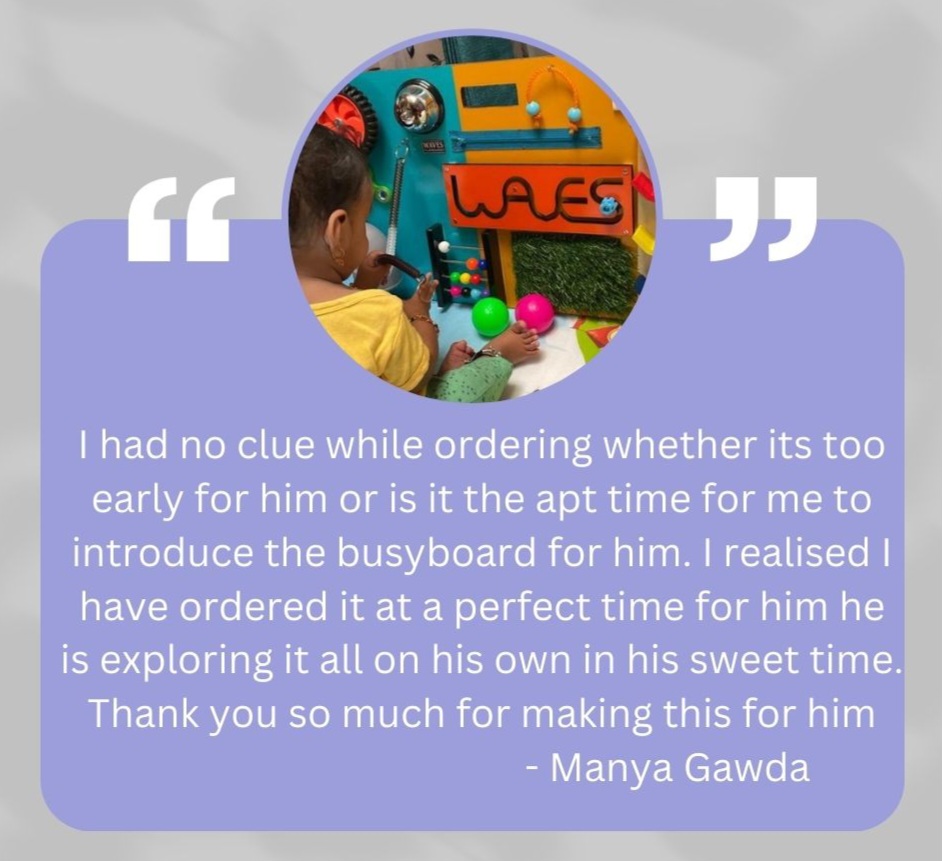 “ ”
WAVES
WAVES
I had no clue while ordering whether its too
early for him or is it the apt time for me to
introduce the busyboard for him. I realised I
have ordered it at a perfect time for him he
is exploring it all on his own in his sweet time.
Thank you so much for making this for him
- Manya Gawda